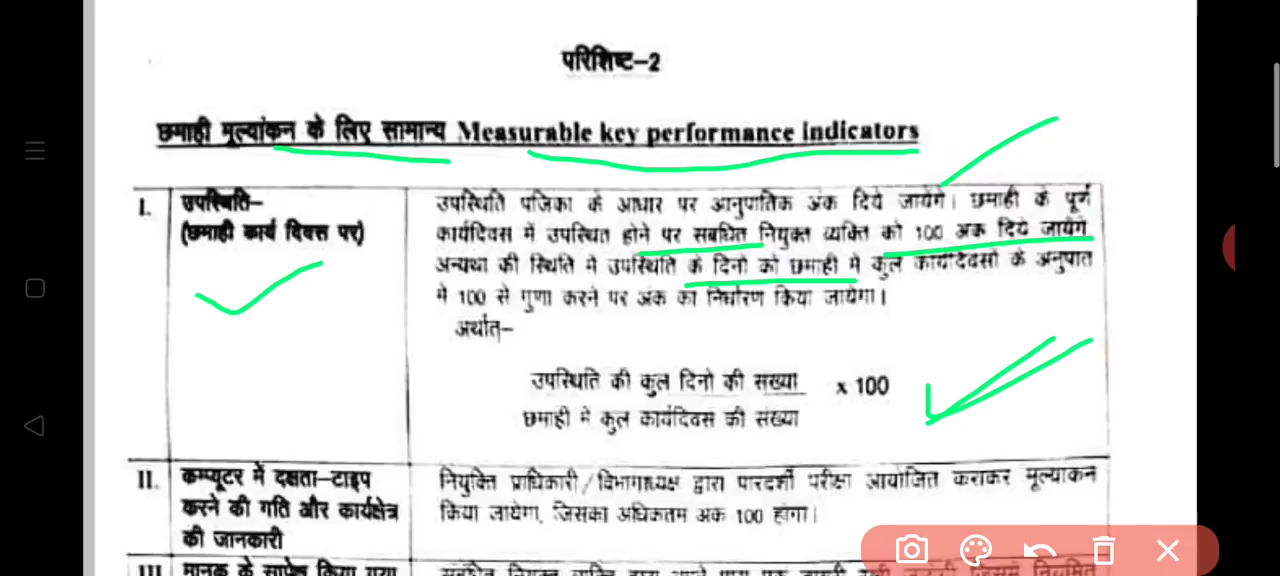 परिशिष्ट-2
छमाही मूल्यांकन के लिए सामान्य Measurable key performance indicators
I. उपस्थिति-
(छमाही कार्य दिवस पर)
उपस्थिति पंजिका के आधार पर आनुपातिक अंक दिये जायेंगे। छमाही के पूर्ण
कार्यदिवस में उपस्थित होने पर संबंधित नियुक्त व्यक्ति को 100 अंक दिये जायेंगे
अन्यथा की स्थिति में उपस्थिति के दिनों को छमाही में कुल कार्यदिवसों के अनुपात
में 100 से गुणा करने पर अंक का निर्धारण किया जायेगा।
अर्थात्-
उपस्थिति की कुल दिनों की संख्या x 100
छमाही में कुल कार्यदिवस की संख्या
II. कम्प्यूटर में दक्षता-टाइप
करने की गति और कार्यक्षेत्र
की जानकारी
नियुक्ति प्राधिकारी/विभागाध्यक्ष द्वारा पारदर्शी परीक्षा आयोजित कराकर मूल्यांकन
किया जायेगा, जिसका अधिकतम अंक 100 होगा।
III मानक के सापेक्ष किया गया